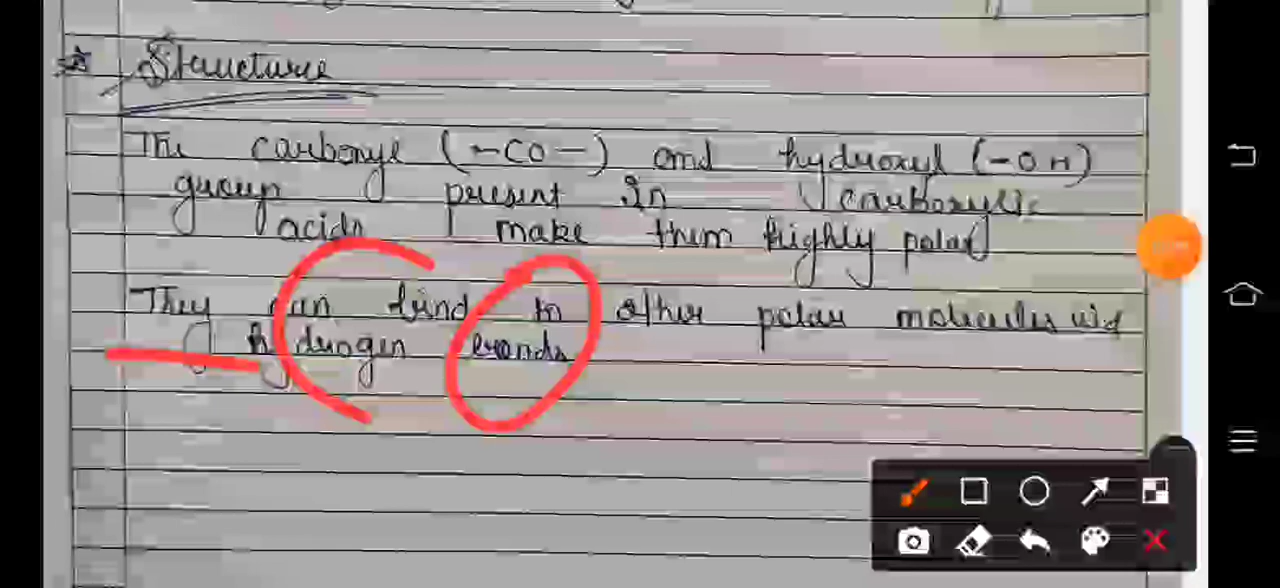 Structure
The carbonyl (-CO-) and hydroxyl (-OH)
group present in carboxylic
acids make them highly polar
They can bind to other polar molecules via
hydrogen bonds